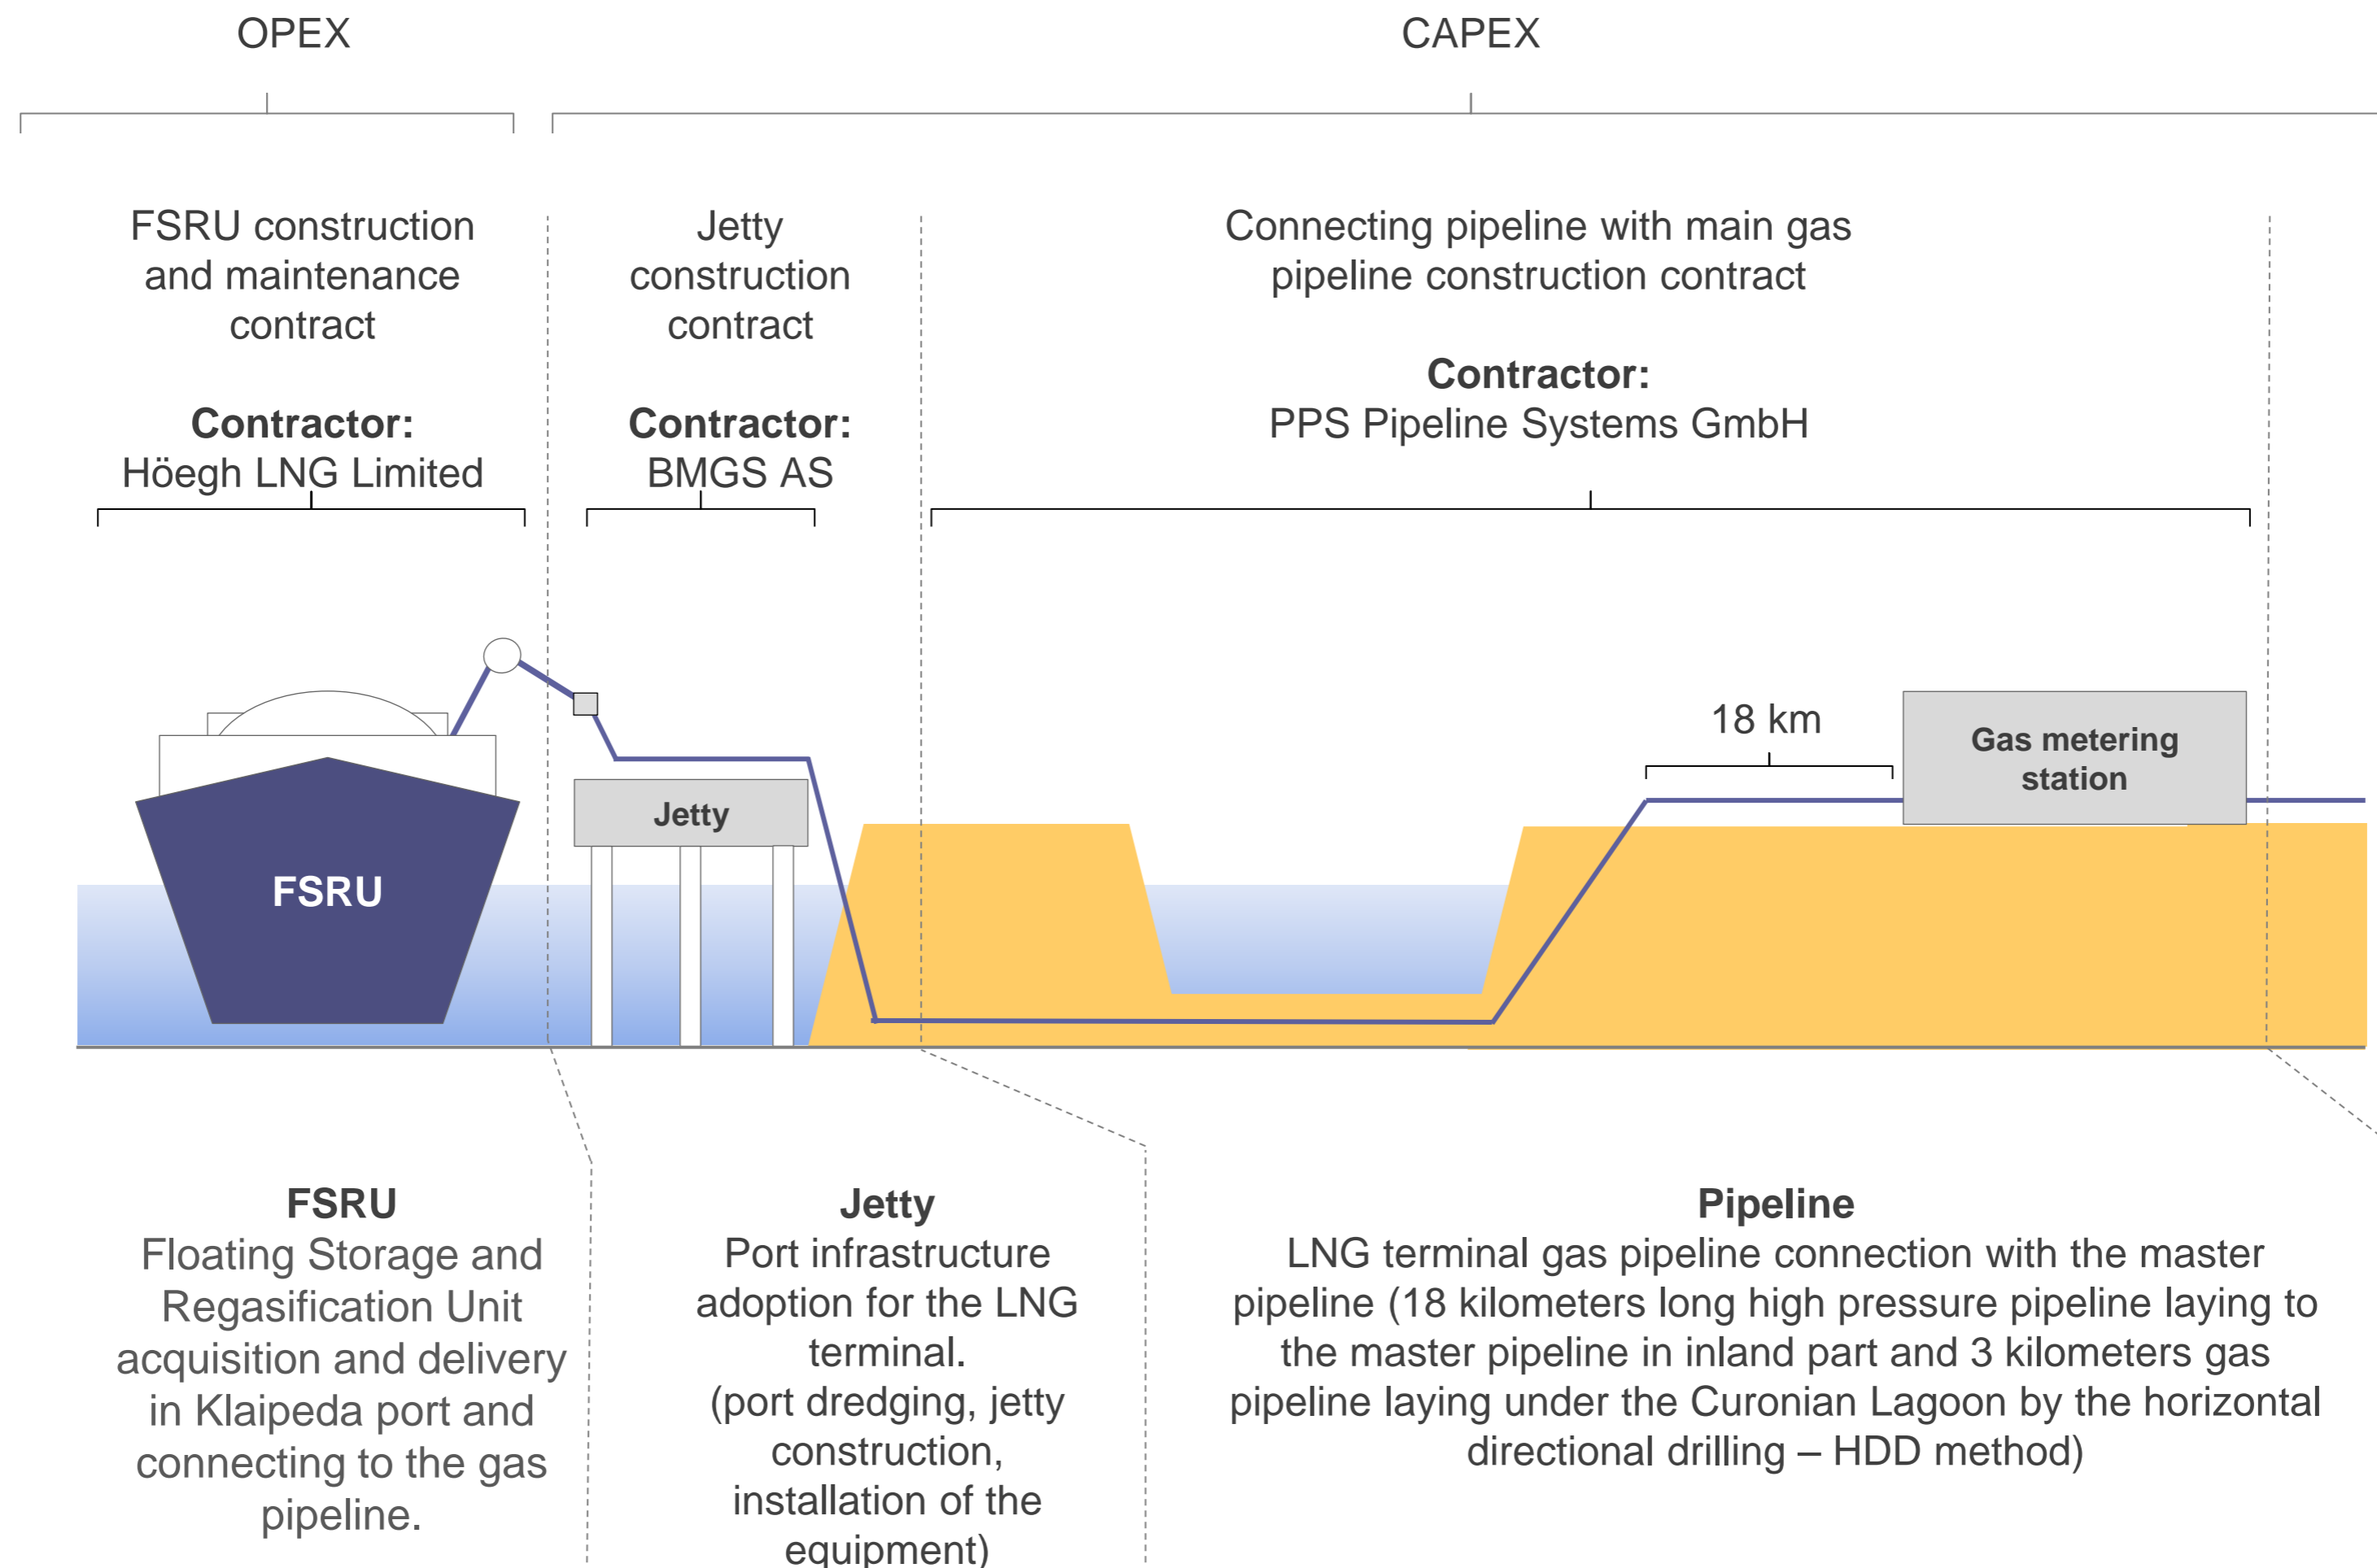 OPEX
CAPEX
FSRU construction
and maintenance
contract
Contractor:
Höegh LNG Limited
Jetty
construction
contract
Contractor:
BMGS AS
Connecting pipeline with main gas
pipeline construction contract
Contractor:
PPS Pipeline Systems GmbH
FSRU
Jetty
18 km
Gas metering
station
FSRU
Floating Storage and
Regasification Unit
acquisition and delivery
in Klaipeda port and
connecting to the gas
pipeline.
Jetty
Port infrastructure
adoption for the LNG
terminal.
(port dredging, jetty
construction,
installation of the
equipment)
Pipeline
LNG terminal gas pipeline connection with the master
pipeline (18 kilometers long high pressure pipeline laying to
the master pipeline in inland part and 3 kilometers gas
pipeline laying under the Curonian Lagoon by the horizontal
directional drilling – HDD method)